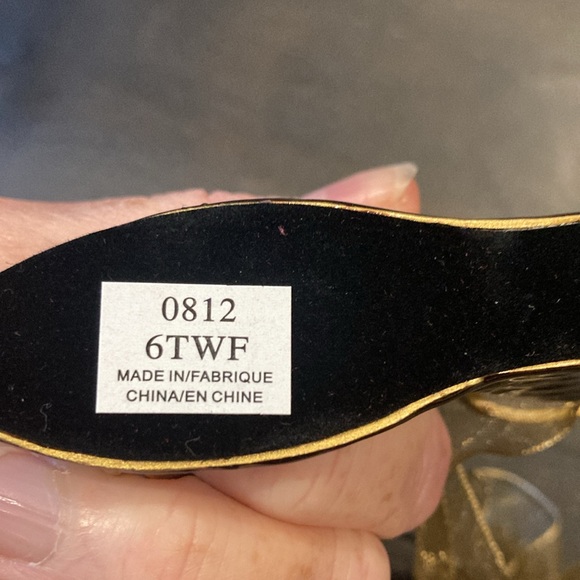 0812
6TWF
MADE IN/FABRIQUE
CHINA/EN CHINE